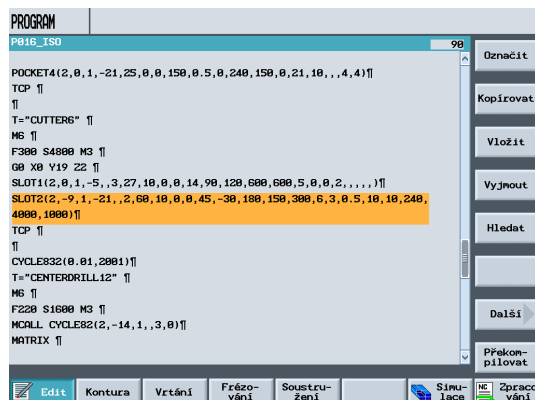 PROGRAM
P016_ISO
90
POCKET4(2,0,1,-21,25,0,0,150,0.5,0,240,150,0,21,10,,,4,4)¶
TCP ¶
¶
T="CUTTER6" ¶
M6 ¶
F300 S4800 M3 ¶
G0 X0 Y19 Z2 ¶
SLOT1(2,0,1,-5,,3,27,10,0,0,14,90,120,600,600,5,0,0,2,,,,,)¶
SLOT2(2,-9,1,-21,,2,60,10,0,0,45,-30,180,150,300,6,3,0.5,10,10,240,
4000,1000)¶
TCP ¶
¶
CYCLE832(0.01,2001)¶
T="CENTERDRILL12" ¶
M6 ¶
F220 S1600 M3 ¶
MCALL CYCLE82(2,-14,1,,3,0)¶
MATRIX ¶
Označit
Kopírovat
Vložit
Vyjmout
Hledat
Další
Překom-
pilovat
Edit
Kontura
Vrtání
Frézo-
vání
Soustru-
žení
Simu-
lace
NC
Zpraco
vání